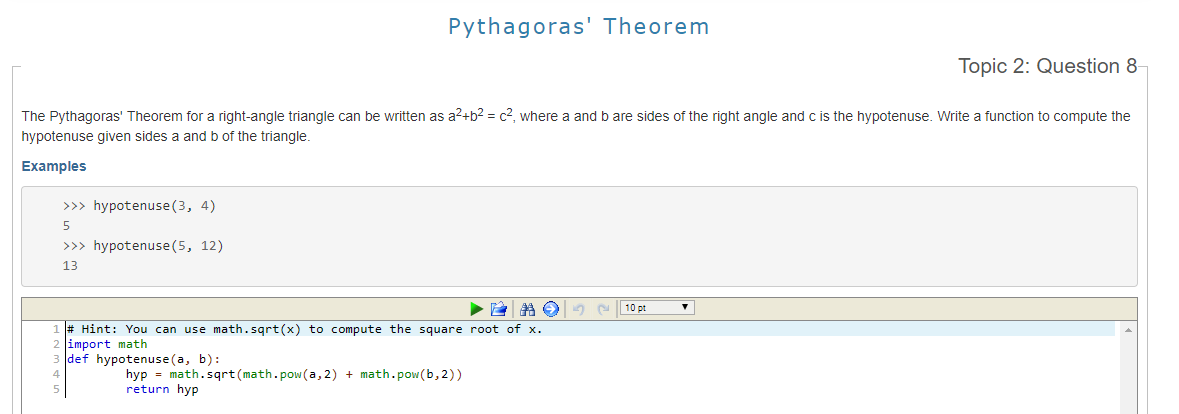 Pythagoras' Theorem
Topic 2: Question 8
The Pythagoras' Theorem for a right-angle triangle can be written as a²+b² = c², where a and b are sides of the right angle and c is the hypotenuse. Write a function to compute the
hypotenuse given sides a and b of the triangle.
Examples
>>> hypotenuse(3, 4)
5
>>> hypotenuse(5, 12)
13
10 pt
1 # Hint: You can use math.sqrt(x) to compute the square root of x.
2 import math
3 def hypotenuse(a, b):
4         hyp = math.sqrt(math.pow(a,2) + math.pow(b,2))
5         return hyp